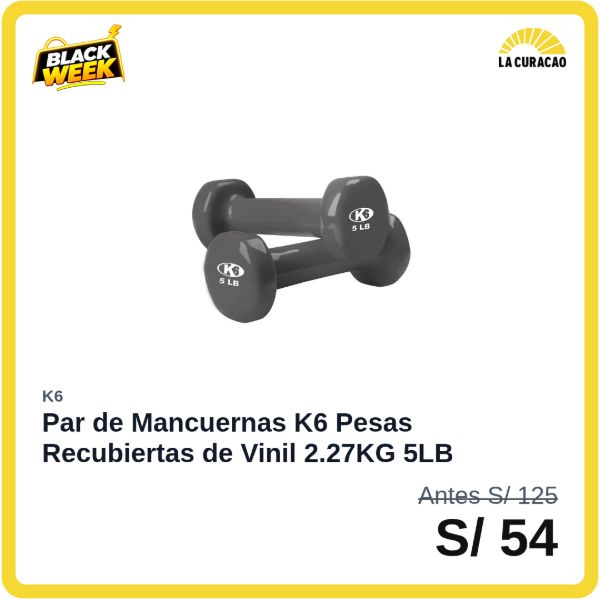 BLACK
WEEK
LA CURACAO
K6
5 LB
K6
5 LB
K6
Par de Mancuernas K6 Pesas
Recubiertas de Vinil 2.27KG 5LB
Antes S/ 125
S/ 54